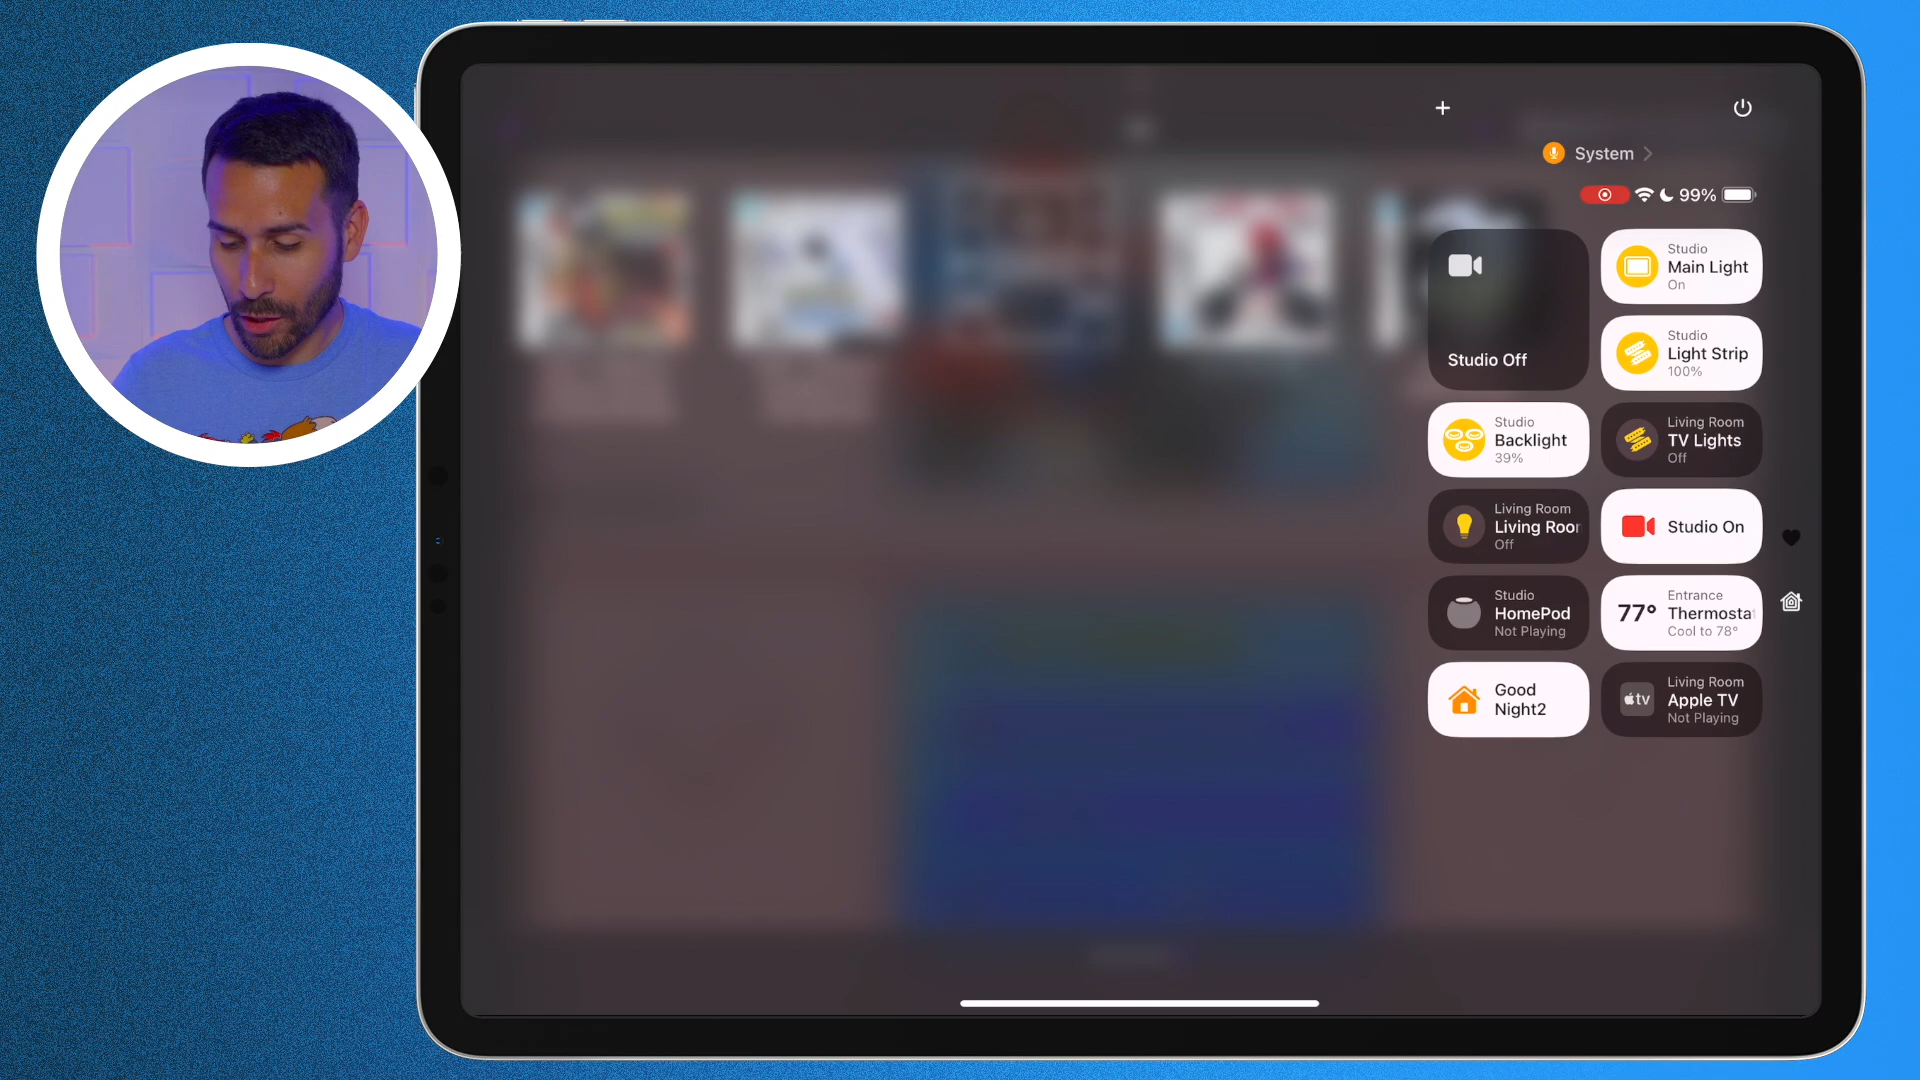 System
99%
Studio Off
Studio
Main Light
On
Studio
Light Strip
100%
Studio
Backlight
39%
Living Room
TV Lights
Off
Living Room
Living Roor
Off
Studio On
Studio
HomePod
Not Playing
77°
Entrance
Thermosta
Cool to 78°
Good
Night2
tv
Living Room
Apple TV
Not Playing